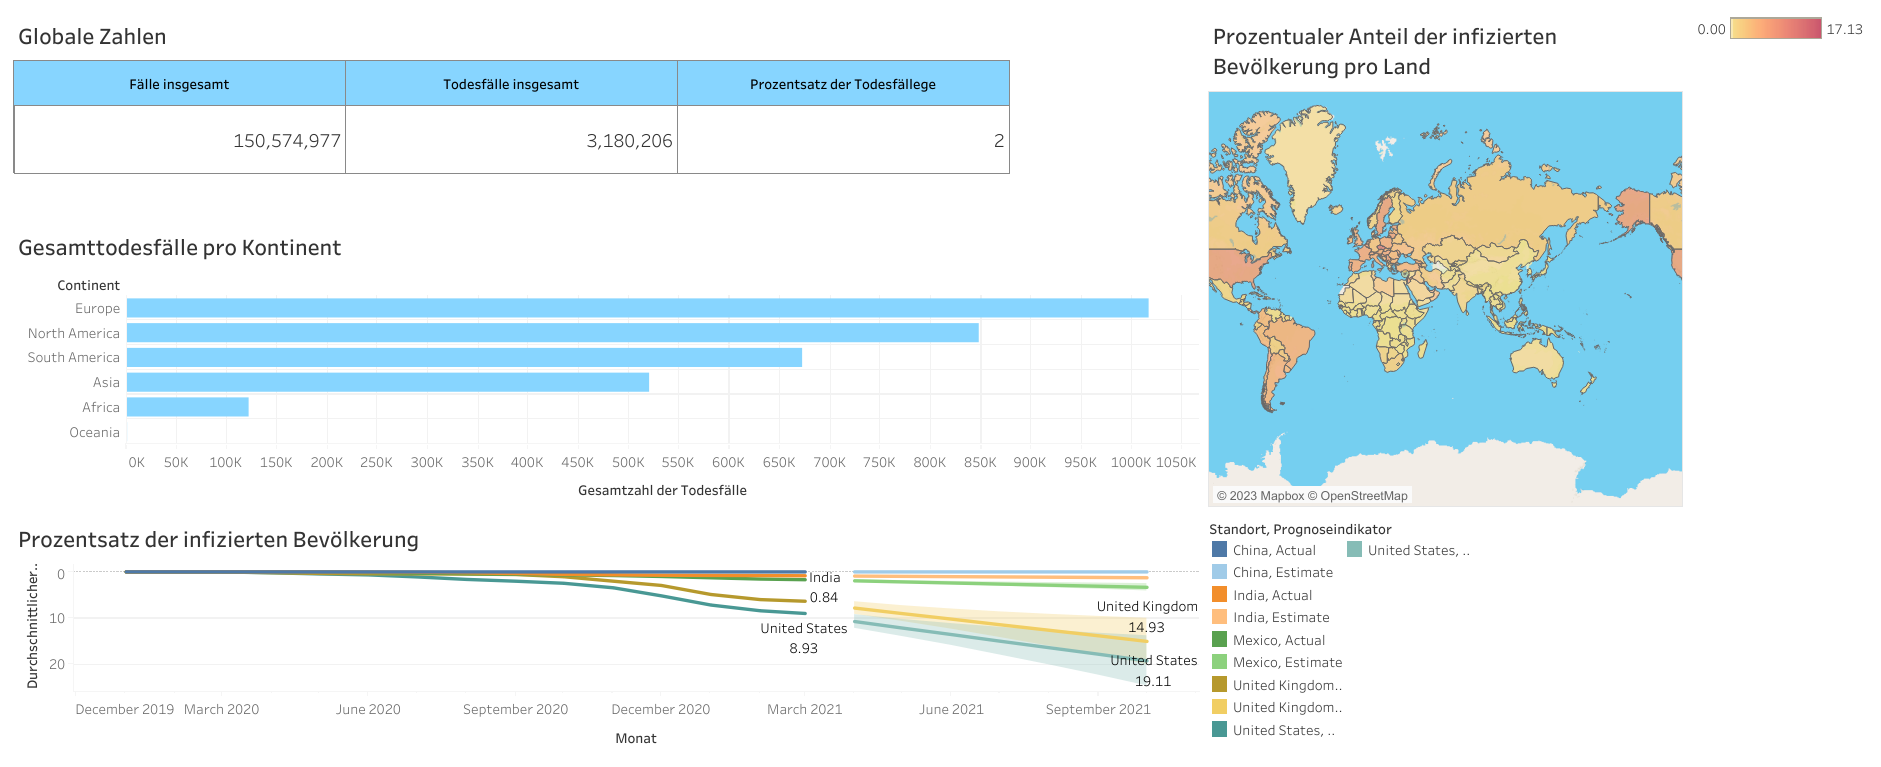 Globale Zahlen
Fälle insgesamt Todesfälle insgesamt Prozentsatz der Todesfällege
150,574,977 3,180,206 2
Gesamttodesfälle pro Kontinent
Continent
Europe
North America
South America
Asia
Africa
Oceania
0K 50K 100K 150K 200K 250K 300K 350K 400K 450K 500K 550K 600K 650K 700K 750K 800K 850K 900K 950K 1000K 1050K
Gesamtzahl der Todesfälle
Prozentsatz der infizierten Bevölkerung
Durchschnittlicher..
0
10
20
India
0.84
United States
8.93
United Kingdom
14.93
United States
19.11
December 2019 March 2020 June 2020 September 2020 December 2020 March 2021 June 2021 September 2021
Monat
Prozentualer Anteil der infizierten
Bevölkerung pro Land
0.00 17.13
© 2023 Mapbox © OpenStreetMap
Standort, Prognoseindikator
China, Actual
China, Estimate
India, Actual
India, Estimate
Mexico, Actual
Mexico, Estimate
United Kingdom..
United Kingdom..
United States, ..
United States, ..